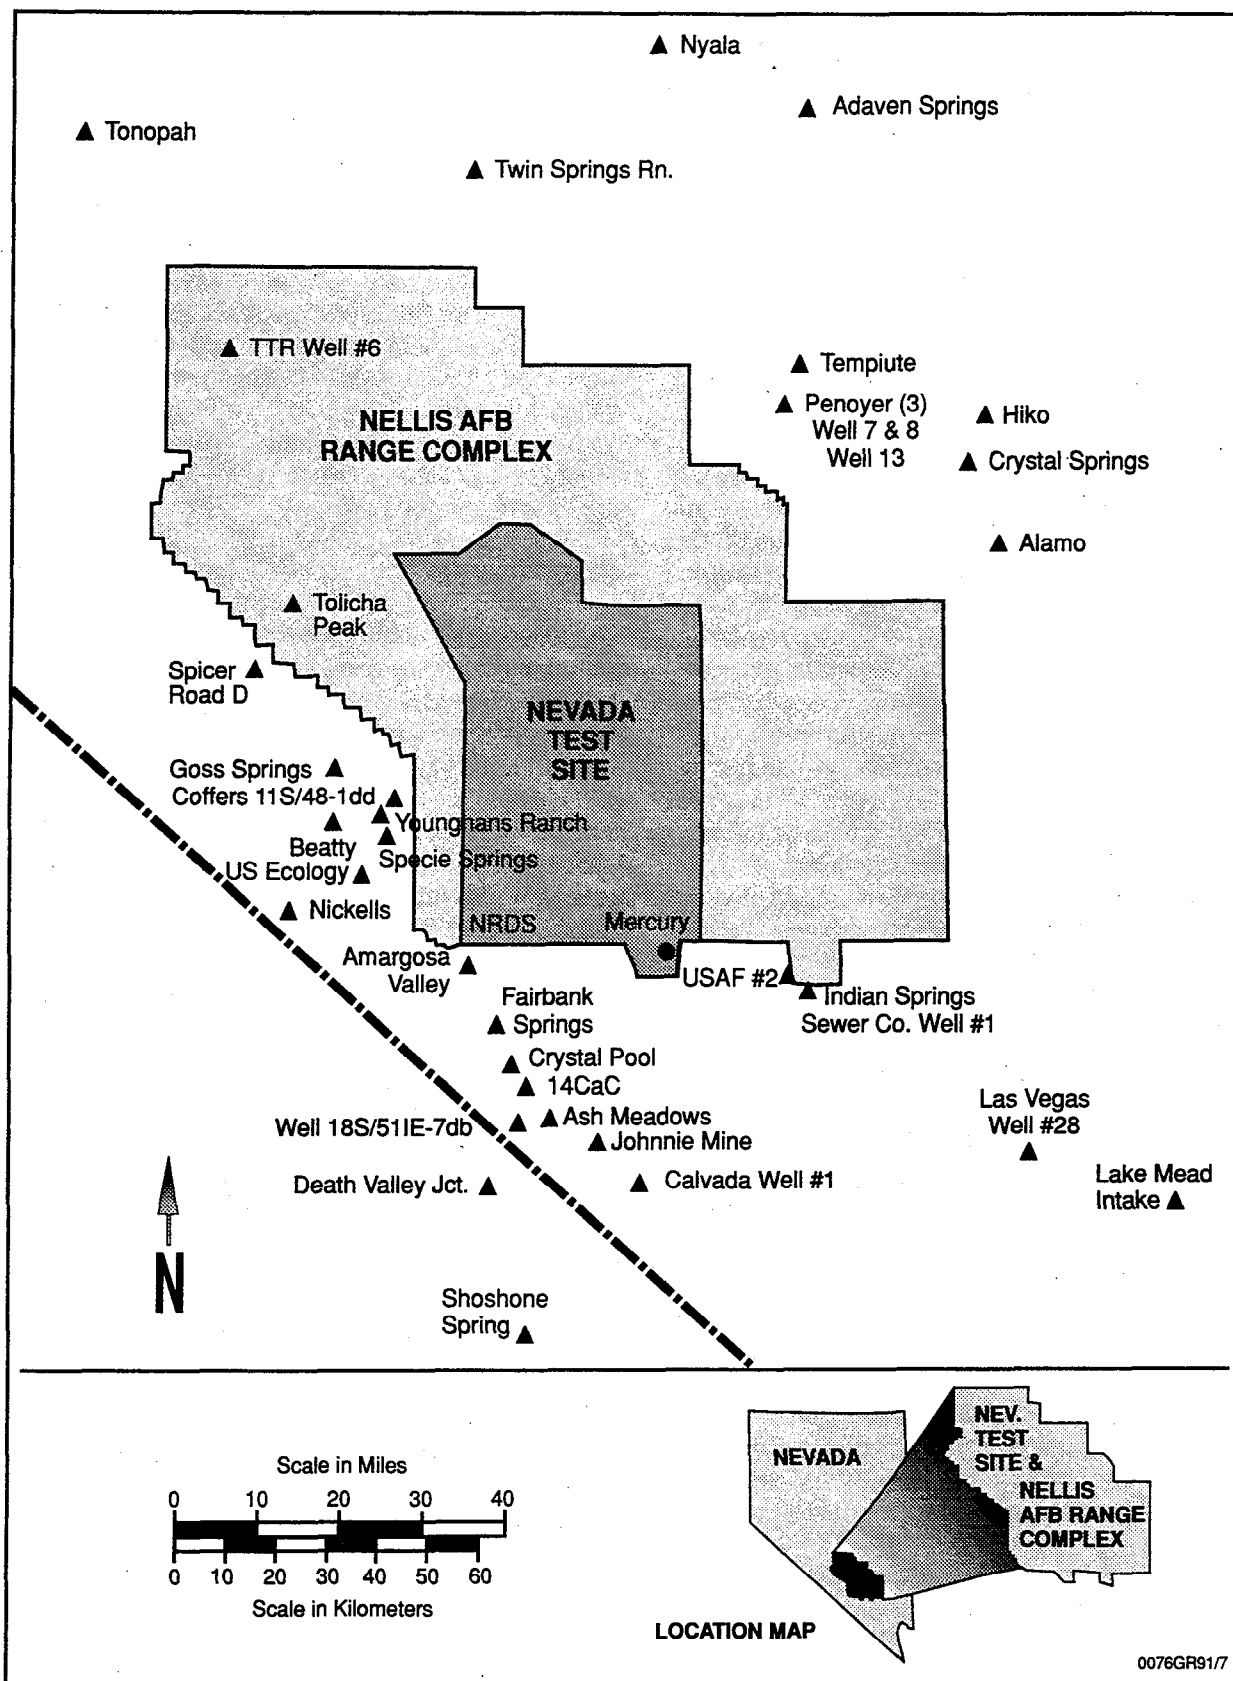 Nyala
Adaven Springs
Tonopah
Twin Springs Rn.
TTR Well #6
Tempiute
NELLIS AFB
RANGE COMPLEX
Penoyer (3)
Well 7 & 8
Well 13
Hiko
Crystal Springs
Alamo
Tolicha
Peak
Spicer
Road D
NEVADA
TEST
SITE
Goss Springs
Coffers 11S/48-1dd
Younghans Ranch
Beatty
Specie Springs
US Ecology
Nickells
NRDS
Mercury
Amargosa
Valley
USAF #2
Indian Springs
Sewer Co. Well #1
Fairbank
Springs
Crystal Pool
14CaC
Ash Meadows
Well 18S/51IE-7db
Johnnie Mine
Las Vegas
Well #28
Death Valley Jct.
Calvada Well #1
Lake Mead
Intake
N
Shoshone
Spring
Scale in Miles
0 10 20 30 40
0 10 20 30 40 50 60
Scale in Kilometers
NEVADA
NEV.
TEST
SITE &
NELLIS
AFB RANGE
COMPLEX
LOCATION MAP
0076GR91/7